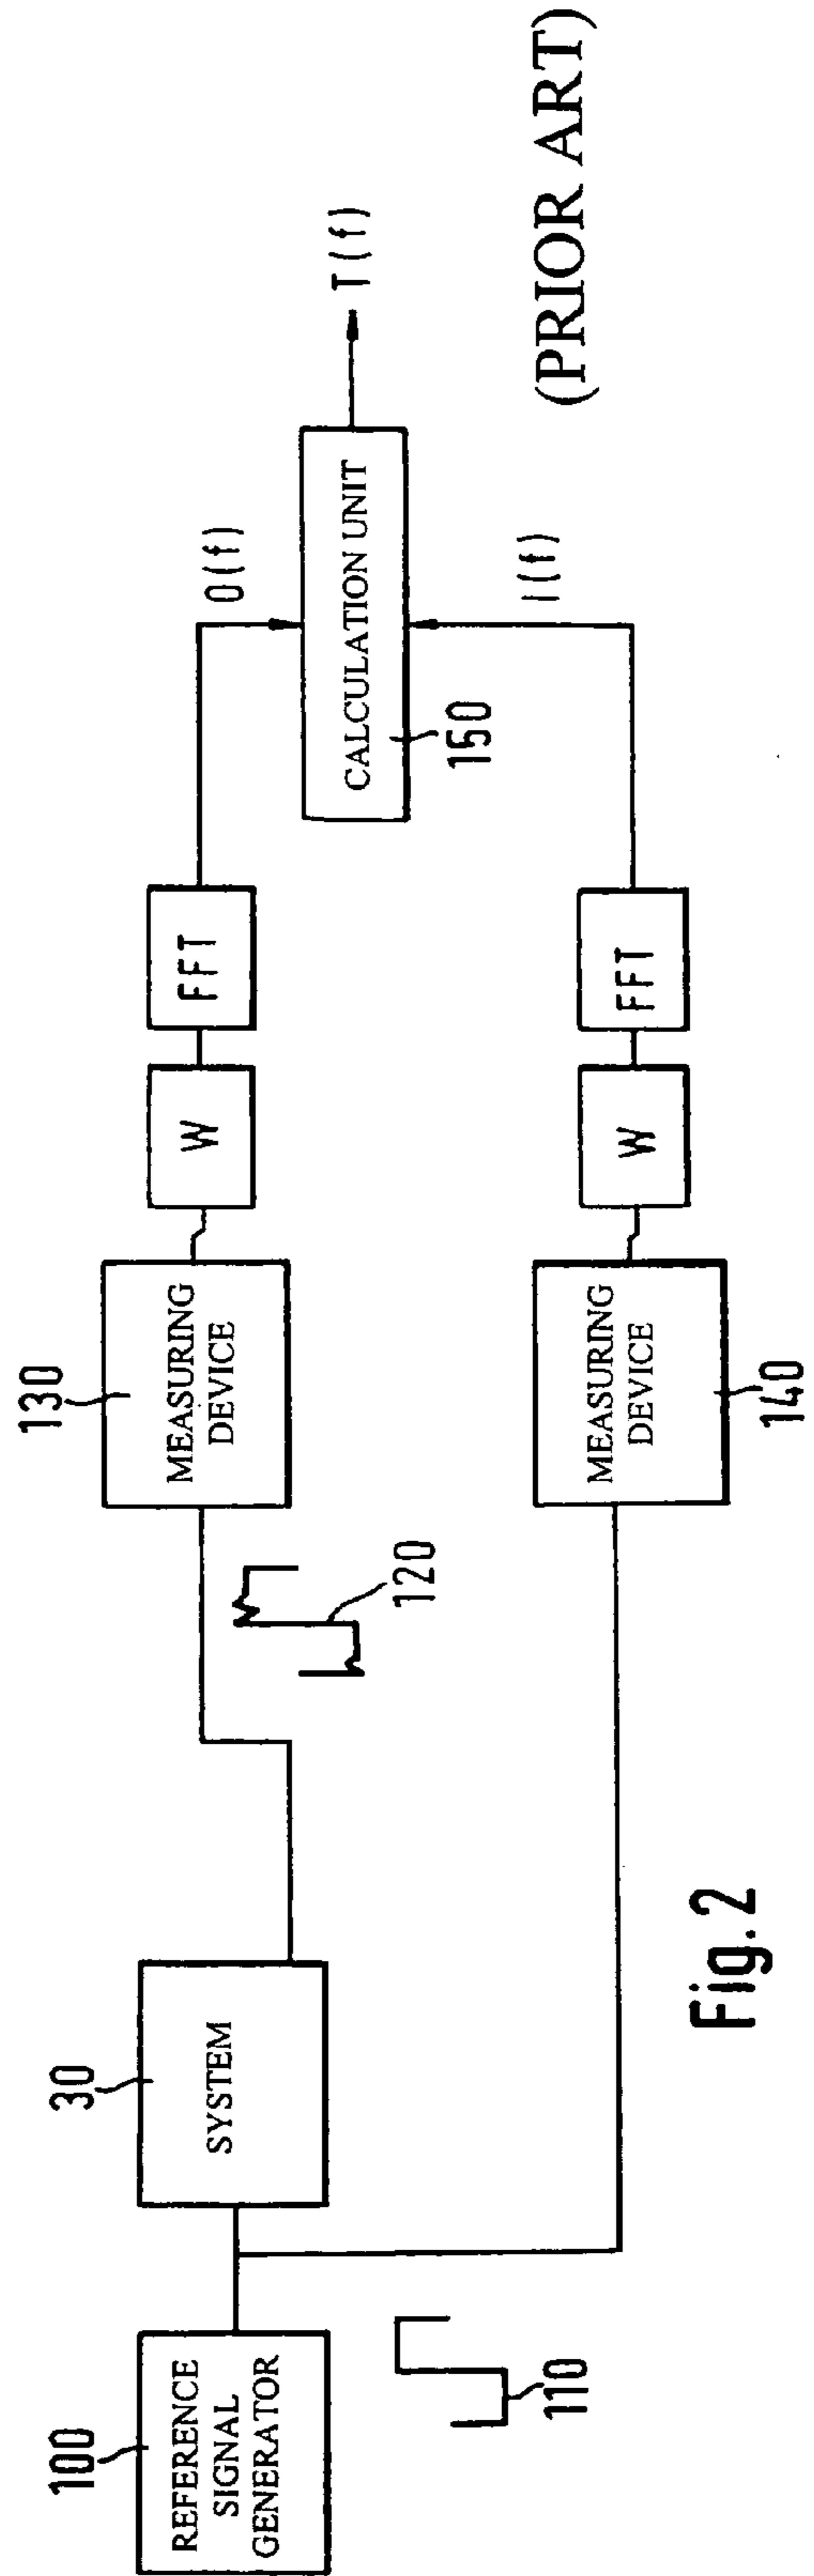 100
REFERENCE
SIGNAL
GENERATOR
110
30
SYSTEM
120
130
MEASURING
DEVICE
W
FFT
O(f)
140
MEASURING
DEVICE
W
FFT
I(f)
CALCULATION UNIT
150
T(f)
Fig. 2
(PRIOR ART)